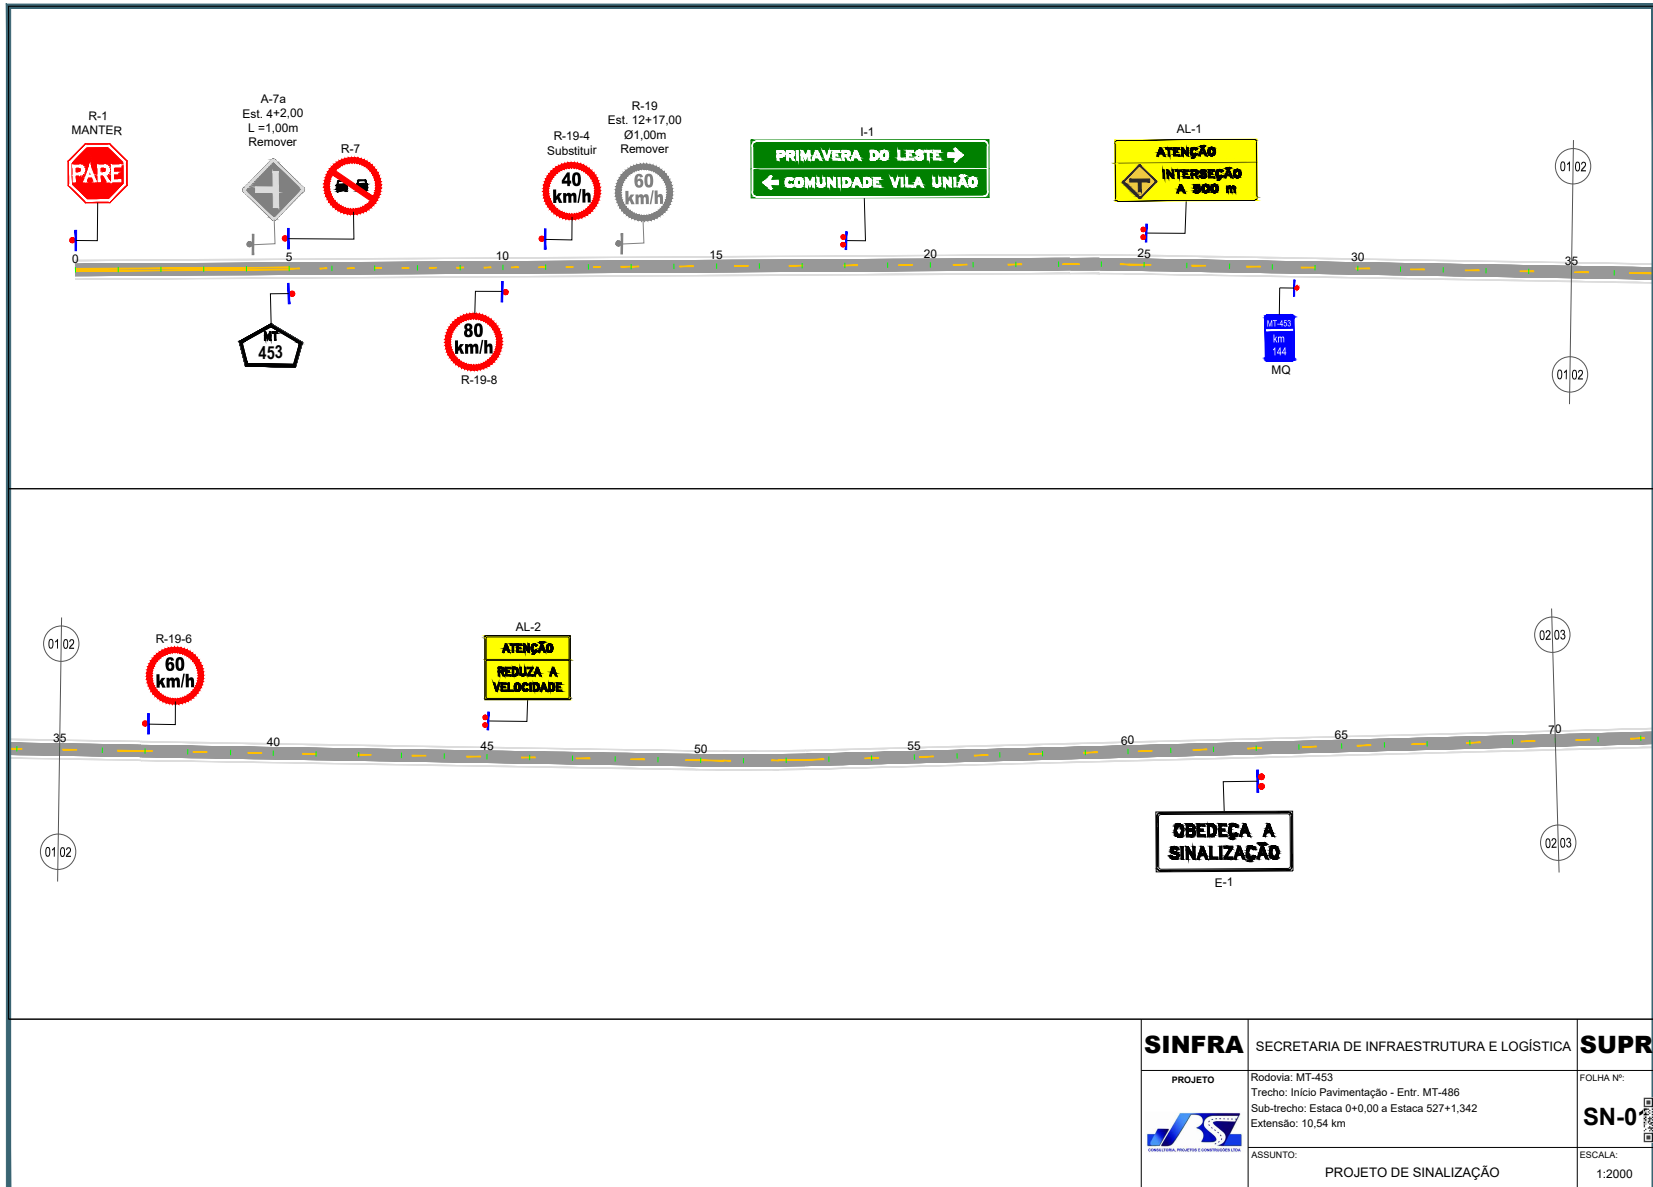 R-1
MANTER
PARE
A-7a
Est. 4+2,00
L =1,00m
Remover
R-7
R-19-4
Substituir
40
km/h
R-19
Est. 12+17,00
Ø1,00m
Remover
60
km/h
I-1
PRIMAVERA DO LESTE →
← COMUNIDADE VILA UNIÃO
AL-1
ATENÇÃO
INTERSEÇÃO
A 500 m
01 02
0
5
10
15
20
25
30
35
MT
453
80
km/h
R-19-8
MT-453
km
144
MQ
01 02
01 02
R-19-6
60
km/h
AL-2
ATENÇÃO
REDUZA A
VELOCIDADE
02 03
35
40
45
50
55
60
65
70
01 02
OBEDEÇA A
SINALIZAÇÃO
E-1
02 03
SINFRA
SECRETARIA DE INFRAESTRUTURA E LOGÍSTICA
SUPR
PROJETO
CONSULTORIA, PROJETOS E CONSTRUÇÕES LTDA
Rodovia: MT-453
Trecho: Início Pavimentação - Entr. MT-486
Sub-trecho: Estaca 0+0,00 a Estaca 527+1,342
Extensão: 10,54 km
FOLHA Nº:
SN-01
ASSUNTO:
PROJETO DE SINALIZAÇÃO
ESCALA:
1:2000